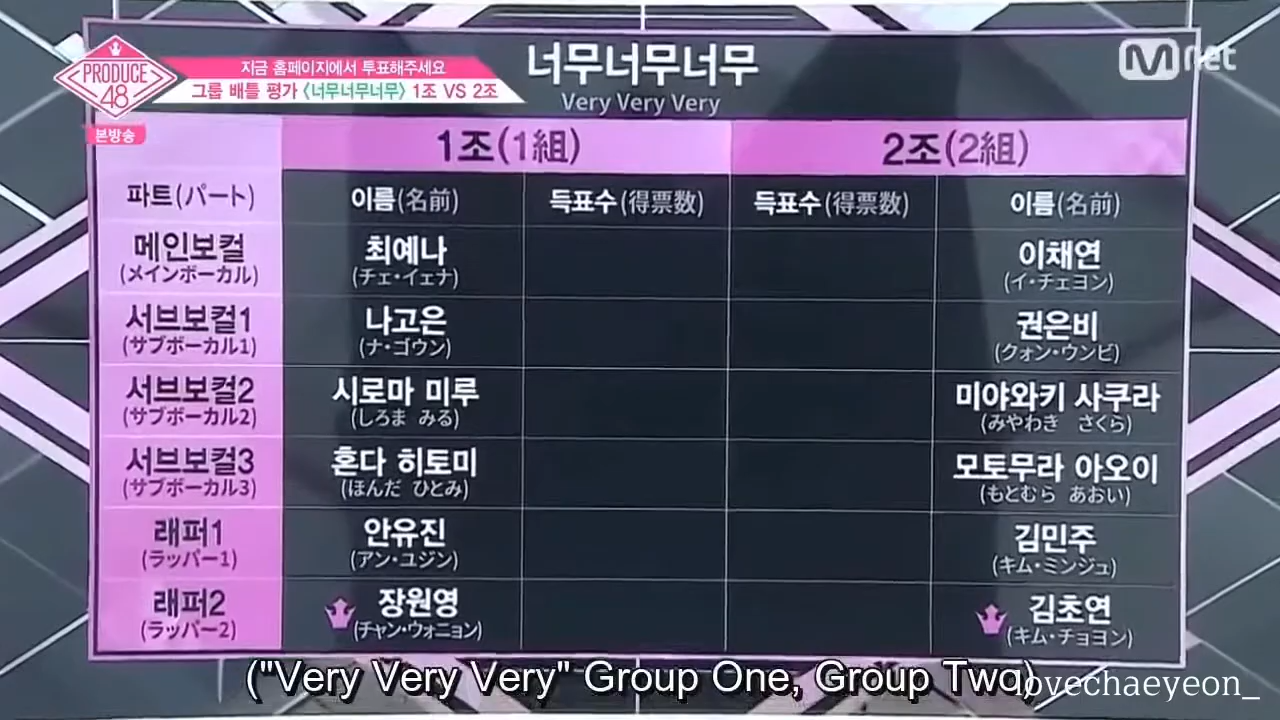 너무너무너무
Very Very Very
Mnet
PRODUCE
48
지금 홈페이지에서 투표해주세요
그룹 배틀 평가 <너무너무너무> 1조 VS 2조
본방송
1조(1組) 2조(2組)
파트(パート) 이름(名前) 득표수(得票数) 득표수(得票数) 이름(名前)
메인보컬 최예나 이채연
(メインボーカル) (チェ・イェナ) (イ・チェヨン)
서브보컬1 나고은 권은비
(サブボーカル1) (ナ・ゴウン) (クォン・ウンビ)
서브보컬2 시로마 미루 미야와키 사쿠라
(サブボーカル2) (しろま みる) (みやわき さくら)
서브보컬3 혼다 히토미 모토무라 아오이
(サブボーカル3) (ほんだ ひとみ) (もとむら あおい)
래퍼1 안유진 김민주
(ラッパー1) (アン・ユジン) (キム・ミンジュ)
래퍼2 장원영 김초연
(ラッパー2) (チャン・ウォニョン) (キム・チョヨン)
("Very Very Very" Group One, Group Two)
ovechaeyeon_